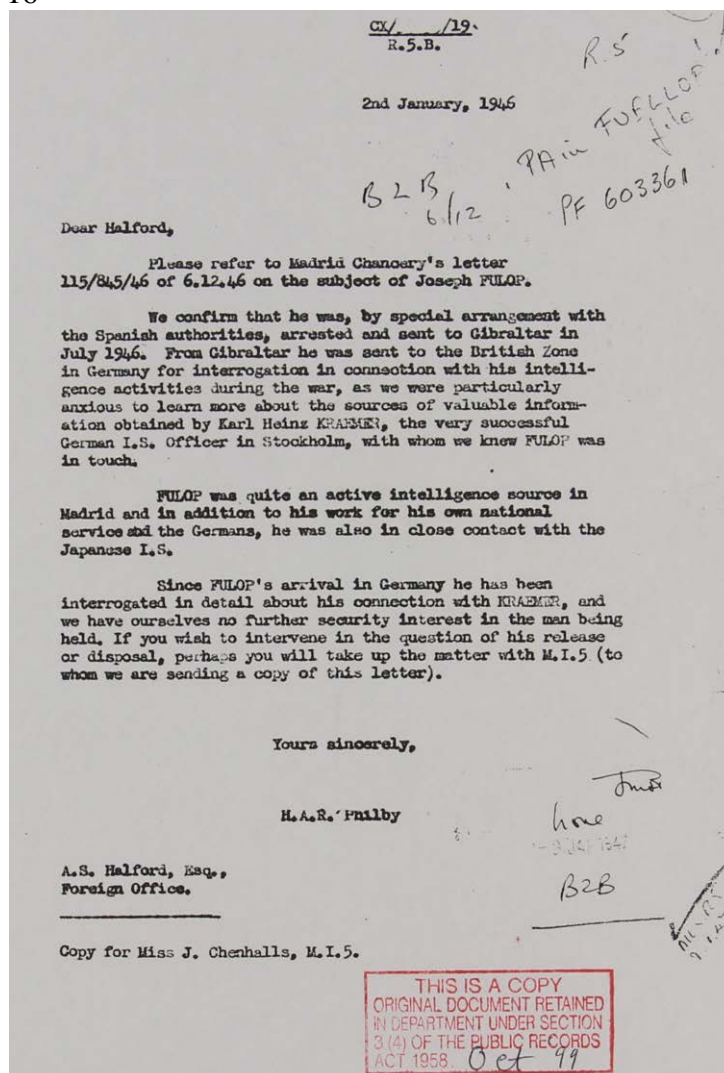 CX/. /19.
R.5.B.
R.5
2nd January, 1946
PA in FUELLOP
file
PF 603361
B2B
6/12
Dear Halford,
Please refer to Madrid Chancery's letter
115/845/46 of 6.12.46 on the subject of Joseph FULOP.
We confirm that he was, by special arrangement with
the Spanish authorities, arrested and sent to Gibraltar in
July 1946. From Gibraltar he was sent to the British Zone
in Germany for interrogation in connection with his intelli-
gence activities during the war, as we were particularly
anxious to learn more about the sources of valuable inform-
ation obtained by Karl Heinz KRAEMER, the very successful
German I.S. Officer in Stockholm, with whom we knew FULOP was
in touch.
FULOP was quite an active intelligence source in
Madrid and in addition to his work for his own national
service and the Germans, he was also in close contact with the
Japanese I.S.
Since FULOP's arrival in Germany he has been
interrogated in detail about his connection with KRAEMER, and
we have ourselves no further security interest in the man being
held. If you wish to intervene in the question of his release
or disposal, perhaps you will take up the matter with M.I.5 (to
whom we are sending a copy of this letter).
Yours sincerely,
H.A.R. Philby
A.S. Halford, Esq.,
Foreign Office.
B2B
Copy for Miss J. Chenhalls, M.I.5.
THIS IS A COPY
ORIGINAL DOCUMENT RETAINED
IN DEPARTMENT UNDER SECTION
3 (4) OF THE PUBLIC RECORDS
ACT 1958. Oct 99